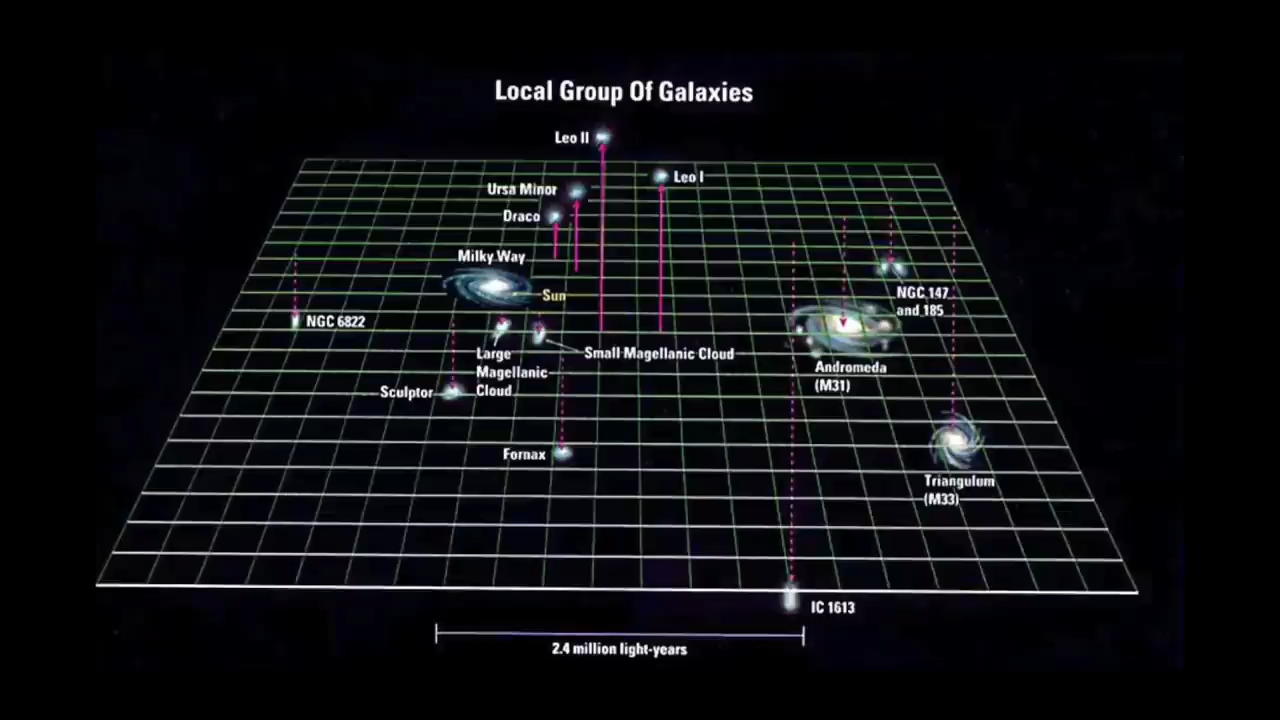 Local Group Of Galaxies
Leo II
Leo I
Ursa Minor
Draco
Milky Way
Sun
NGC 147
and 185
NGC 6822
Large
Magellanic
Cloud
Small Magellanic Cloud
Andromeda
(M31)
Sculptor
Fornax
Triangulum
(M33)
IC 1613
2.4 million light-years